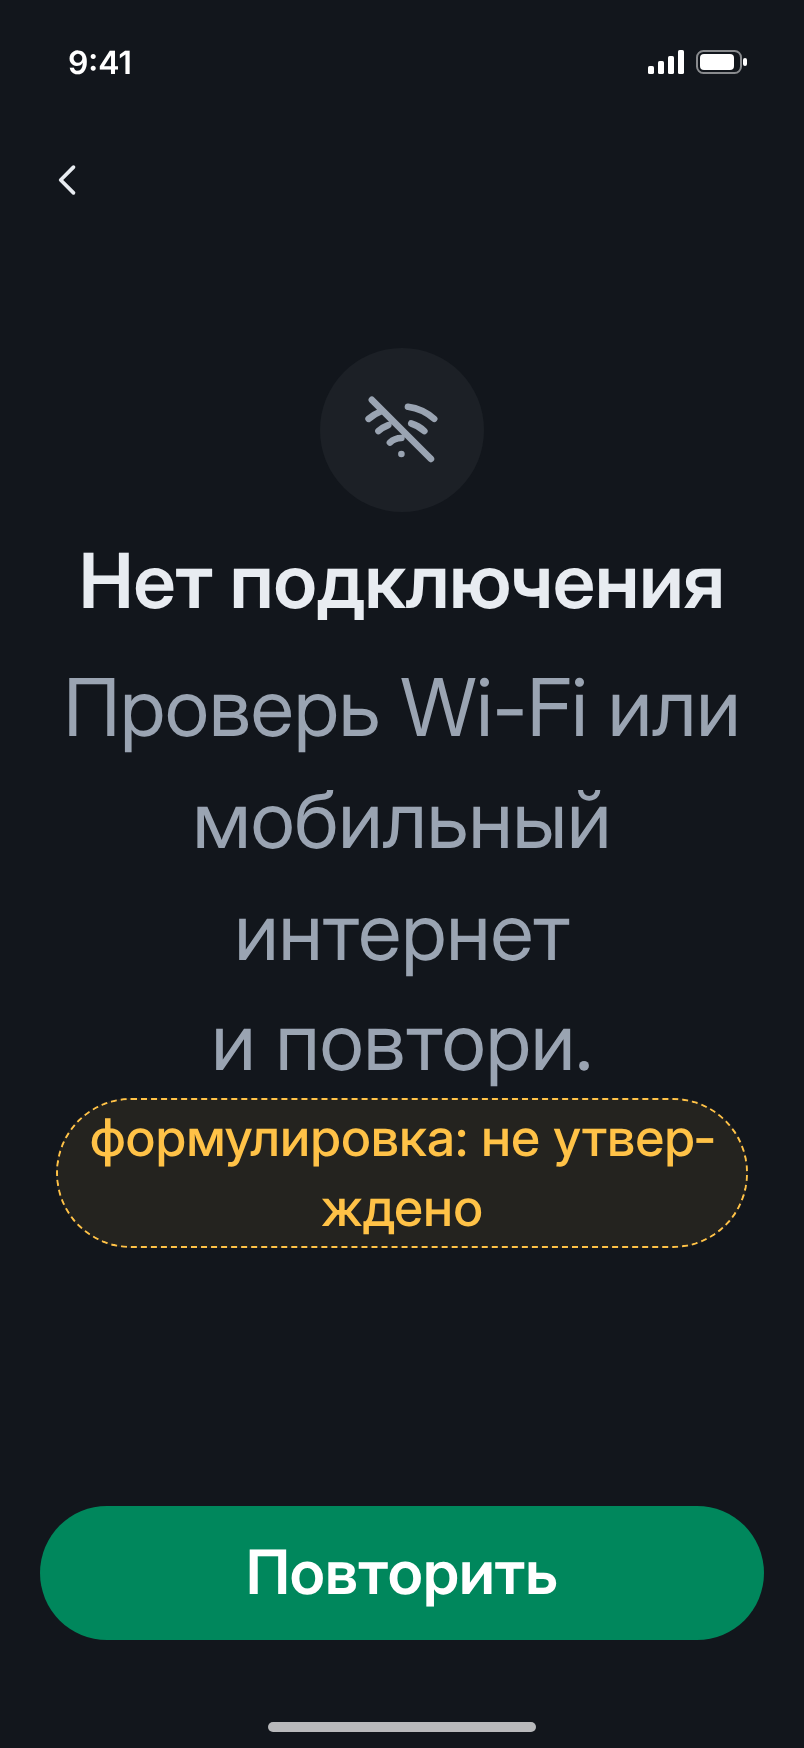 9:41
Нет подключения
Проверь Wi-Fi или
мобильный
интернет
и повтори.
формулировка: не утвер-
ждено
Повторить